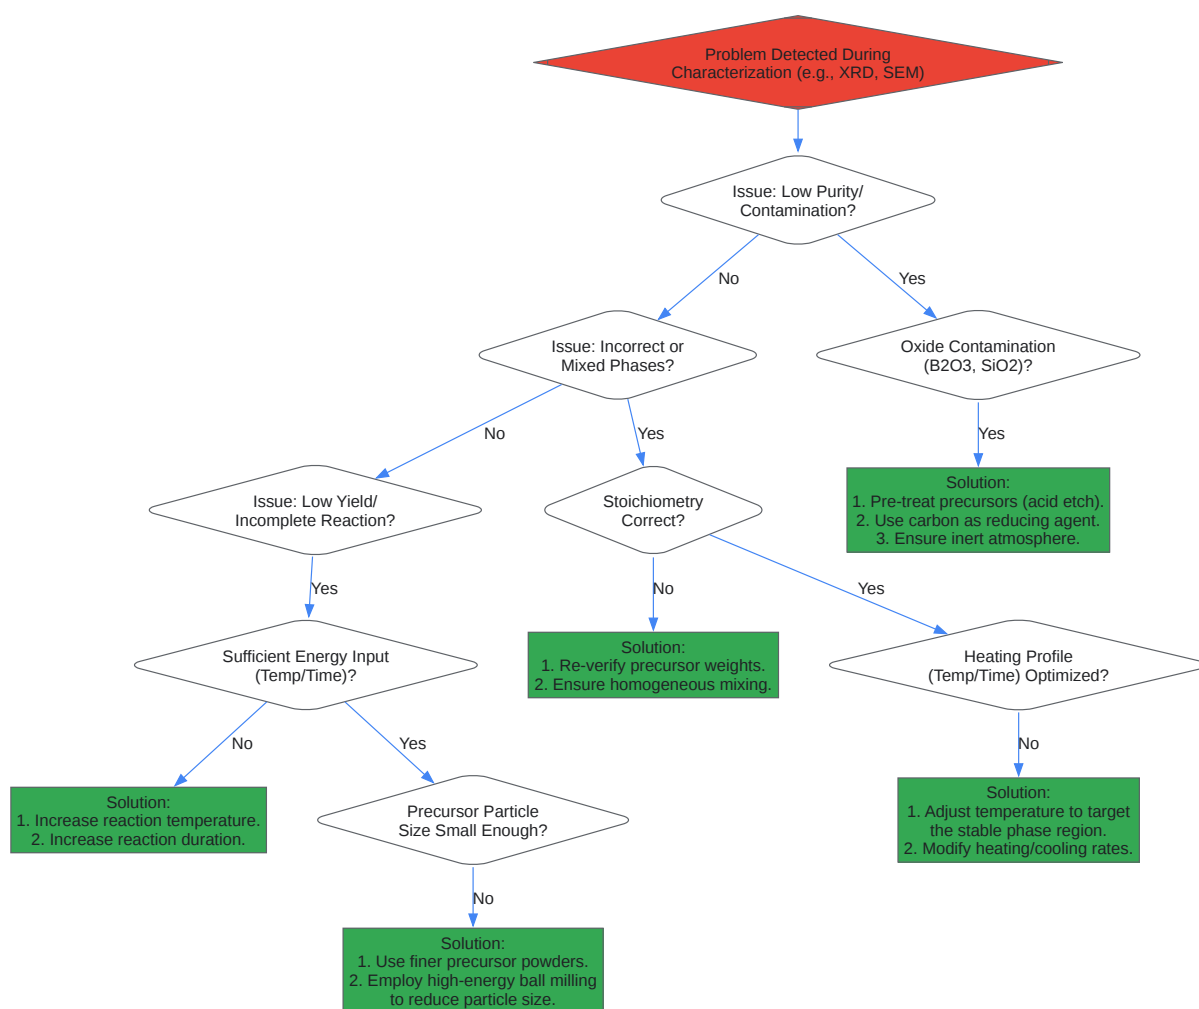 Problem Detected During
Characterization (e.g., XRD, SEM)
Issue: Low Purity/
Contamination?
No
Yes
Issue: Incorrect or
Mixed Phases?
Oxide Contamination
(B2O3, SiO2)?
No
Yes
Yes
Issue: Low Yield/
Incomplete Reaction?
Stoichiometry
Correct?
Solution:
1. Pre-treat precursors (acid etch).
2. Use carbon as reducing agent.
3. Ensure inert atmosphere.
Yes
No
Yes
Sufficient Energy Input
(Temp/Time)?
Solution:
1. Re-verify precursor weights.
2. Ensure homogeneous mixing.
Heating Profile
(Temp/Time) Optimized?
No
Yes
No
Solution:
1. Increase reaction temperature.
2. Increase reaction duration.
Precursor Particle
Size Small Enough?
Solution:
1. Adjust temperature to target
the stable phase region.
2. Modify heating/cooling rates.
No
Solution:
1. Use finer precursor powders.
2. Employ high-energy ball milling
to reduce particle size.